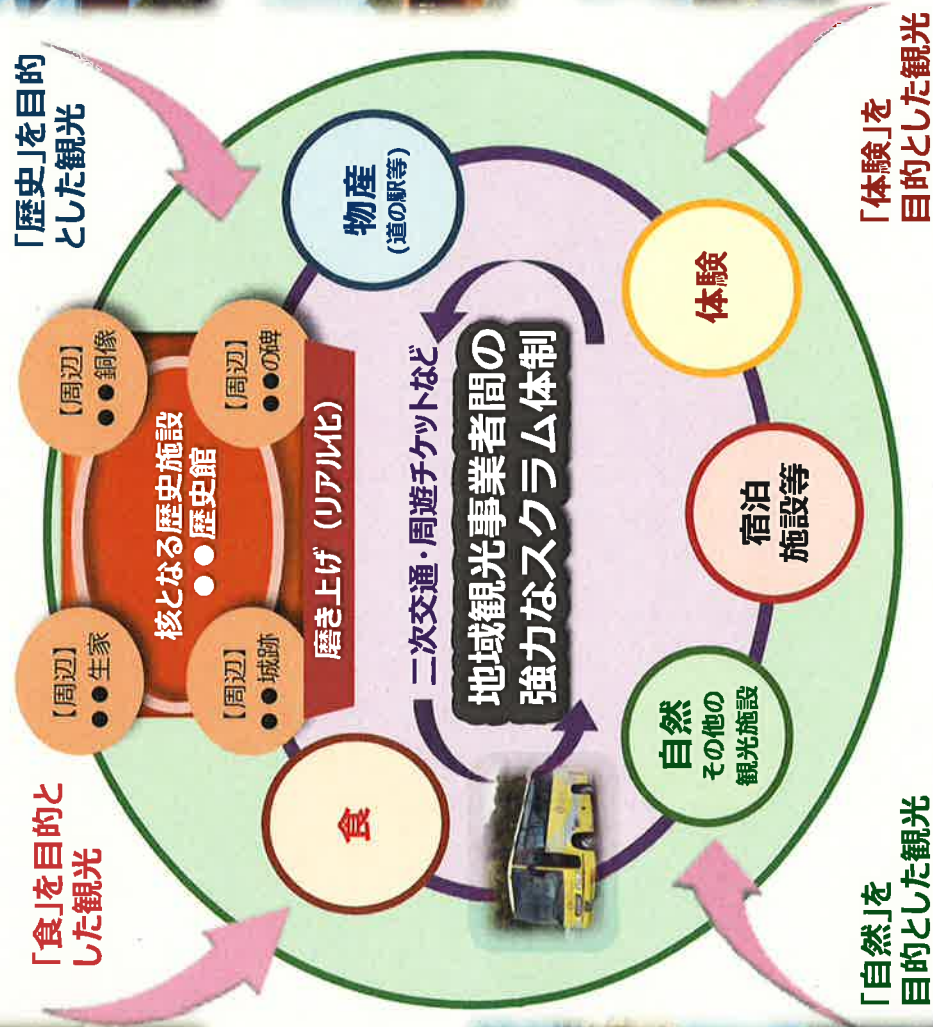 「食」を目的と
した観光
「歴史」を目的
とした観光
【周辺】
●●生家
【周辺】
●●銅像
核となる歴史施設
●●歴史館
【周辺】
●●城跡
【周辺】
●●の碑
磨き上げ（リアル化）
食
物産
(道の駅等)
二次交通・周遊チケットなど
地域観光事業者間の
強力なスクラム体制
自然
その他の
観光施設
宿泊
施設等
体験
「自然」を
目的とした観光
「体験」を
目的とした観光